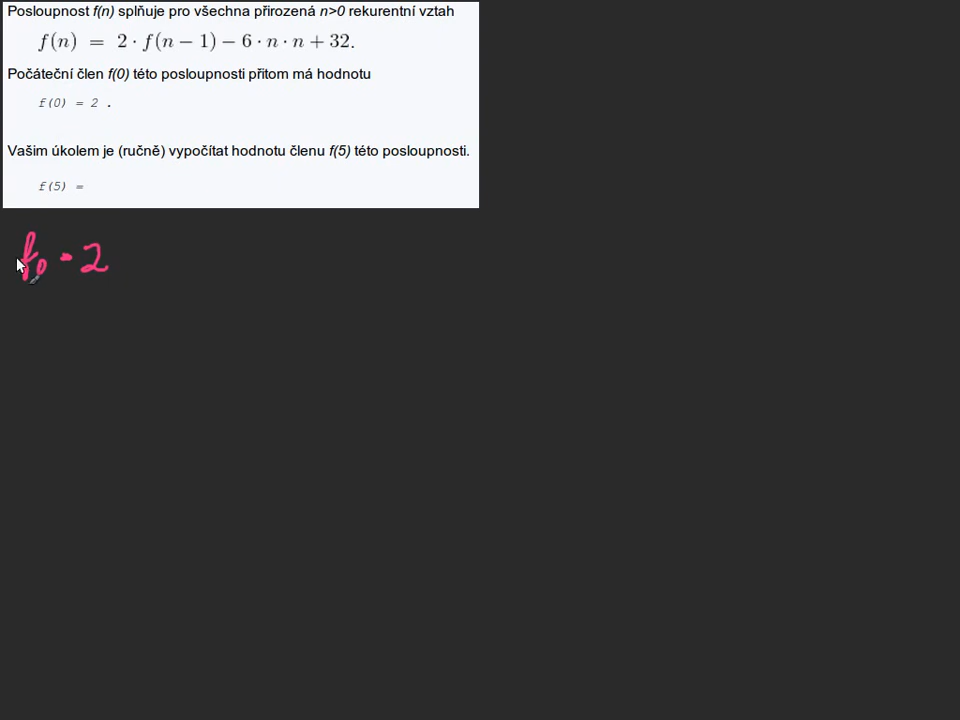 Posloupnost f(n) splňuje pro všechna přirozená n>0 rekurentní vztah
f(n) = 2 · f(n − 1) − 6 · n · n + 32.
Počáteční člen f(0) této posloupnosti přitom má hodnotu
f(0) = 2 .
Vašim úkolem je (ručně) vypočítat hodnotu členu f(5) této posloupnosti.
f(5) =
f0 - 2